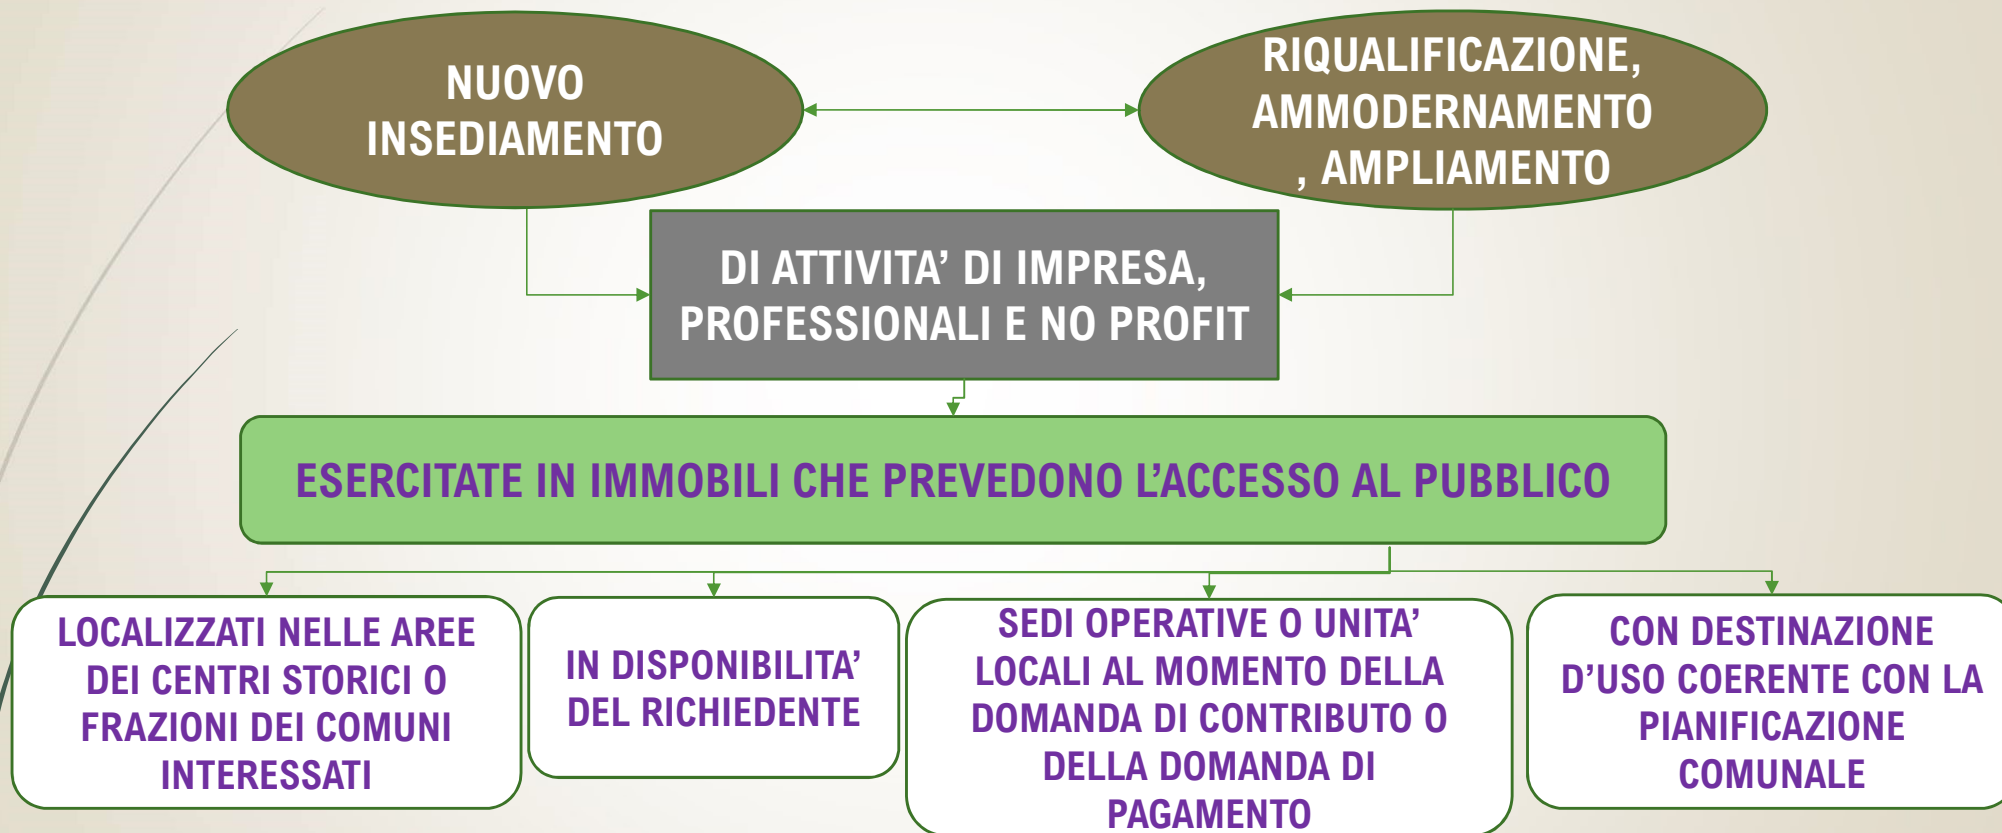 NUOVO
INSEDIAMENTO
RIQUALIFICAZIONE,
AMMODERNAMENTO
, AMPLIAMENTO
DI ATTIVITA’ DI IMPRESA,
PROFESSIONALI E NO PROFIT
ESERCITATE IN IMMOBILI CHE PREVEDONO L’ACCESSO AL PUBBLICO
LOCALIZZATI NELLE AREE
DEI CENTRI STORICI O
FRAZIONI DEI COMUNI
INTERESSATI
IN DISPONIBILITA’
DEL RICHIEDENTE
SEDI OPERATIVE O UNITA’
LOCALI AL MOMENTO DELLA
DOMANDA DI CONTRIBUTO O
DELLA DOMANDA DI
PAGAMENTO
CON DESTINAZIONE
D’USO COERENTE CON LA
PIANIFICAZIONE
COMUNALE